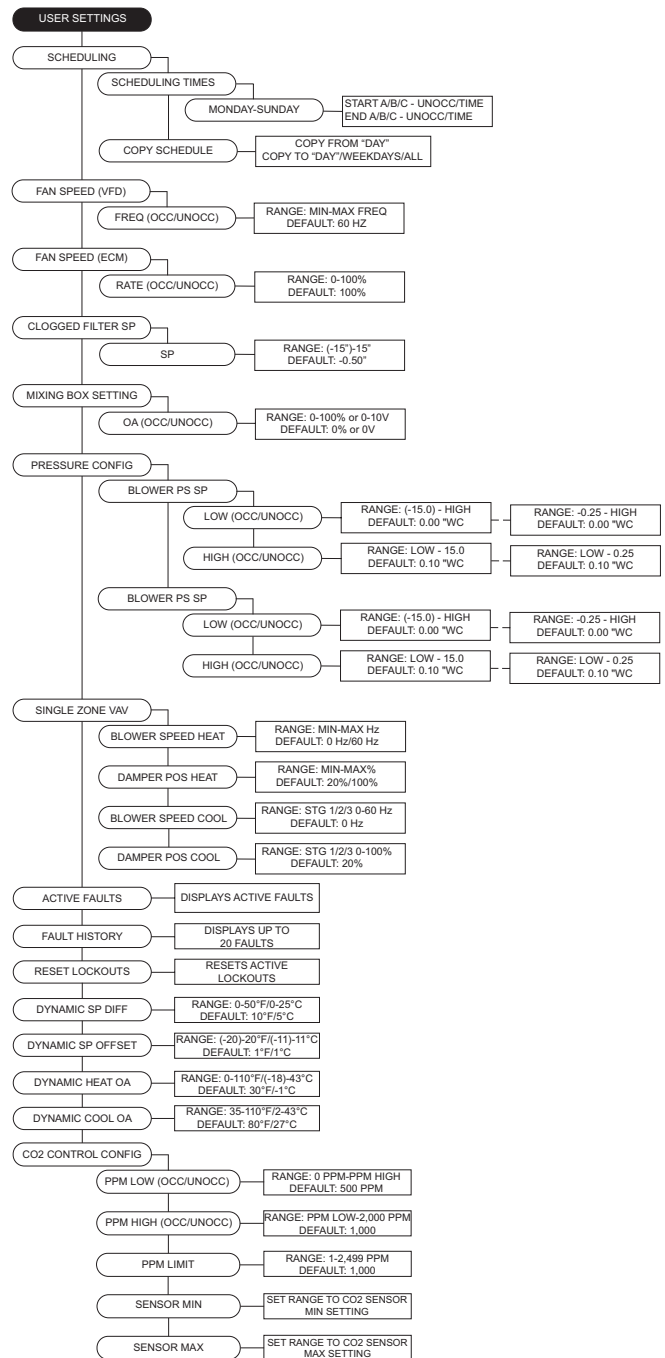 USER SETTINGS
SCHEDULING
SCHEDULING TIMES
MONDAY-SUNDAY
START A/B/C - UNOCC/TIME
END A/B/C - UNOCC/TIME
COPY SCHEDULE
COPY FROM “DAY”
COPY TO “DAY”/WEEKDAYS/ALL
FAN SPEED (VFD)
FREQ (OCC/UNOCC)
RANGE: MIN-MAX FREQ
DEFAULT: 60 HZ
FAN SPEED (ECM)
RATE (OCC/UNOCC)
RANGE: 0-100%
DEFAULT: 100%
CLOGGED FILTER SP
SP
RANGE: (-15”)-15”
DEFAULT: -0.50”
MIXING BOX SETTING
OA (OCC/UNOCC)
RANGE: 0-100% or 0-10V
DEFAULT: 0% or 0V
PRESSURE CONFIG
BLOWER PS SP
LOW (OCC/UNOCC)
RANGE: (-15.0) - HIGH
DEFAULT: 0.00 "WC
RANGE: -0.25 - HIGH
DEFAULT: 0.00 "WC
HIGH (OCC/UNOCC)
RANGE: LOW - 15.0
DEFAULT: 0.10 "WC
RANGE: LOW - 0.25
DEFAULT: 0.10 "WC
BLOWER PS SP
LOW (OCC/UNOCC)
RANGE: (-15.0) - HIGH
DEFAULT: 0.00 "WC
RANGE: -0.25 - HIGH
DEFAULT: 0.00 "WC
HIGH (OCC/UNOCC)
RANGE: LOW - 15.0
DEFAULT: 0.10 "WC
RANGE: LOW - 0.25
DEFAULT: 0.10 "WC
SINGLE ZONE VAV
BLOWER SPEED HEAT
RANGE: MIN-MAX Hz
DEFAULT: 0 Hz/60 Hz
DAMPER POS HEAT
RANGE: MIN-MAX%
DEFAULT: 20%/100%
BLOWER SPEED COOL
RANGE: STG 1/2/3 0-60 Hz
DEFAULT: 0 Hz
DAMPER POS COOL
RANGE: STG 1/2/3 0-100%
DEFAULT: 20%
ACTIVE FAULTS
DISPLAYS ACTIVE FAULTS
FAULT HISTORY
DISPLAYS UP TO
20 FAULTS
RESET LOCKOUTS
RESETS ACTIVE
LOCKOUTS
DYNAMIC SP DIFF
RANGE: 0-50°F/0-25°C
DEFAULT: 10°F/5°C
DYNAMIC SP OFFSET
RANGE: (-20)-20°F/(-11)-11°C
DEFAULT: 1°F/1°C
DYNAMIC HEAT OA
RANGE: 0-110°F/(-18)-43°C
DEFAULT: 30°F/-1°C
DYNAMIC COOL OA
RANGE: 35-110°F/2-43°C
DEFAULT: 80°F/27°C
CO2 CONTROL CONFIG
PPM LOW (OCC/UNOCC)
RANGE: 0 PPM-PPM HIGH
DEFAULT: 500 PPM
PPM HIGH (OCC/UNOCC)
RANGE: PPM LOW-2,000 PPM
DEFAULT: 1,000
PPM LIMIT
RANGE: 1-2,499 PPM
DEFAULT: 1,000
SENSOR MIN
SET RANGE TO CO2 SENSOR
MIN SETTING
SENSOR MAX
SET RANGE TO CO2 SENSOR
MAX SETTING